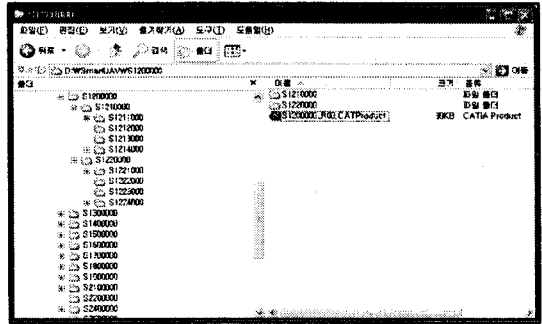 S1200000
파일(F) 편집(E) 보기(V) 즐겨찾기(A) 도구(T) 도움말(H)
뒤로 검색 폴더
주소(D) D:\SmartUAV\S1200000 이동
폴더 × 이름 크기 종류
S1200000
S1210000
S1211000
S1212000
S1213000
S1214000
S1220000
S1221000
S1222000
S1223000
S1224000
S1300000
S1400000
S1500000
S1600000
S1700000
S1800000
S1900000
S2100000
S2200000
S2400000
S1210000 파일 폴더
S1220000 파일 폴더
S1200000_R00.CATProduct 39KB CATIA Product